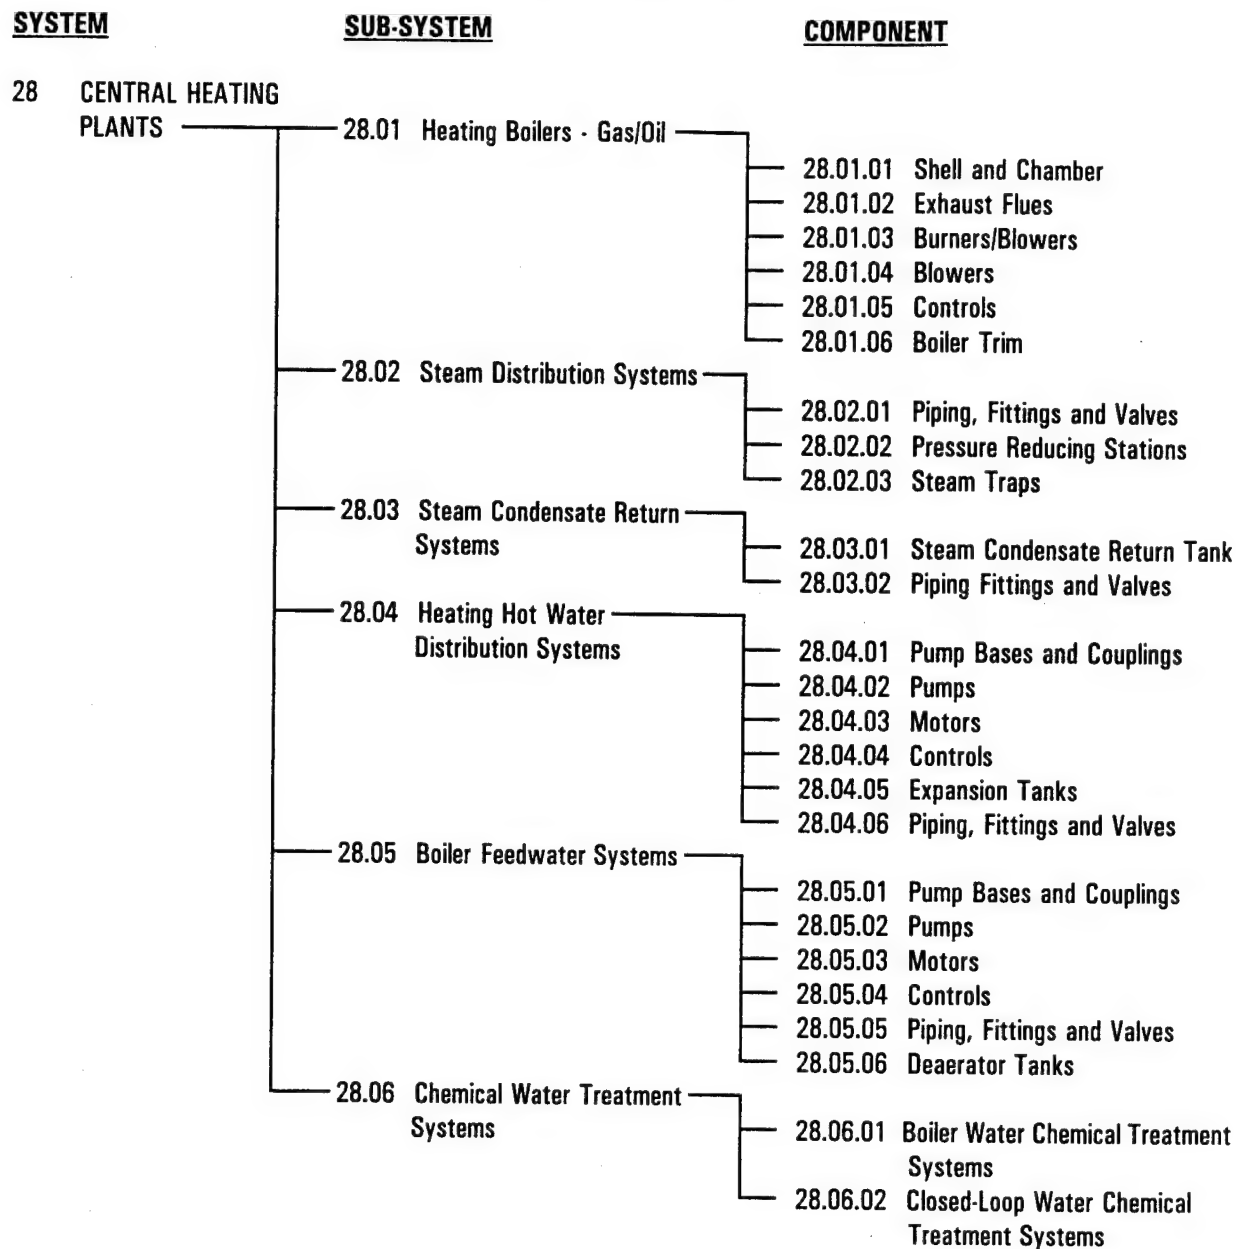 SYSTEM SUB-SYSTEM COMPONENT
28 CENTRAL HEATING
PLANTS 28.01 Heating Boilers - Gas/Oil
28.01.01 Shell and Chamber
28.01.02 Exhaust Flues
28.01.03 Burners/Blowers
28.01.04 Blowers
28.01.05 Controls
28.01.06 Boiler Trim
28.02 Steam Distribution Systems
28.02.01 Piping, Fittings and Valves
28.02.02 Pressure Reducing Stations
28.02.03 Steam Traps
28.03 Steam Condensate Return
Systems
28.03.01 Steam Condensate Return Tank
28.03.02 Piping Fittings and Valves
28.04 Heating Hot Water
Distribution Systems
28.04.01 Pump Bases and Couplings
28.04.02 Pumps
28.04.03 Motors
28.04.04 Controls
28.04.05 Expansion Tanks
28.04.06 Piping, Fittings and Valves
28.05 Boiler Feedwater Systems
28.05.01 Pump Bases and Couplings
28.05.02 Pumps
28.05.03 Motors
28.05.04 Controls
28.05.05 Piping, Fittings and Valves
28.05.06 Deaerator Tanks
28.06 Chemical Water Treatment
Systems
28.06.01 Boiler Water Chemical Treatment
Systems
28.06.02 Closed-Loop Water Chemical
Treatment Systems